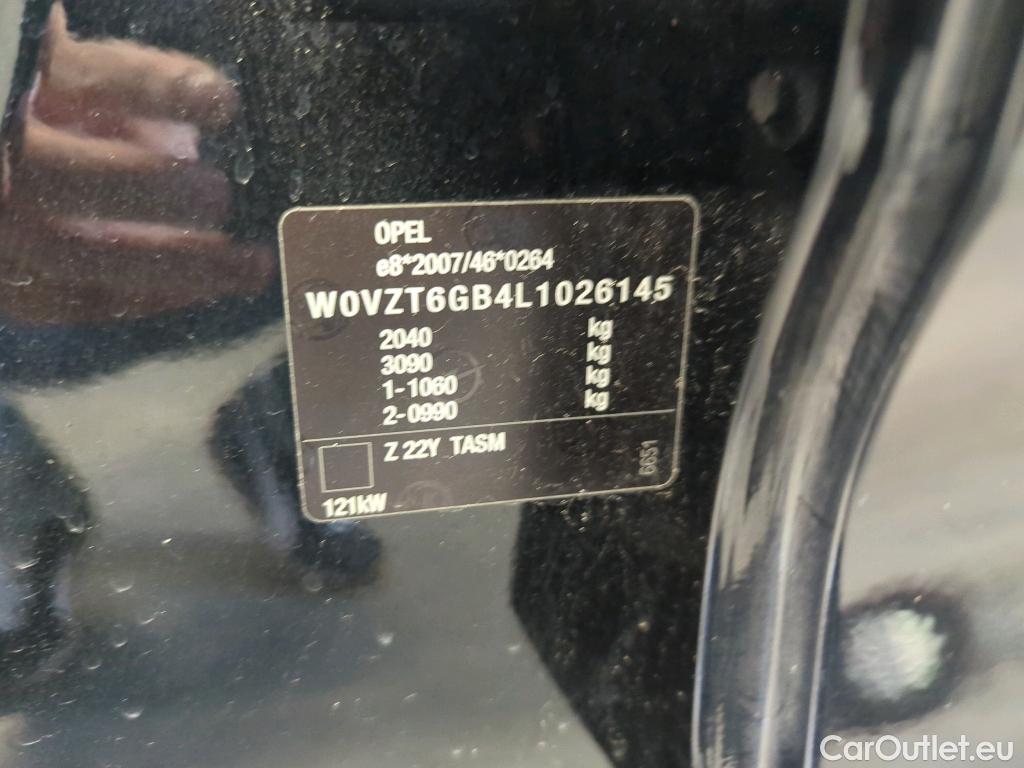 OPEL
e8*2007/46*0264
W0VZT6GB4L1026145
2040 kg
3090 kg
1-1060 kg
2-0990 kg
Z 22Y TASM
6651
121kW
CarOutlet.eu